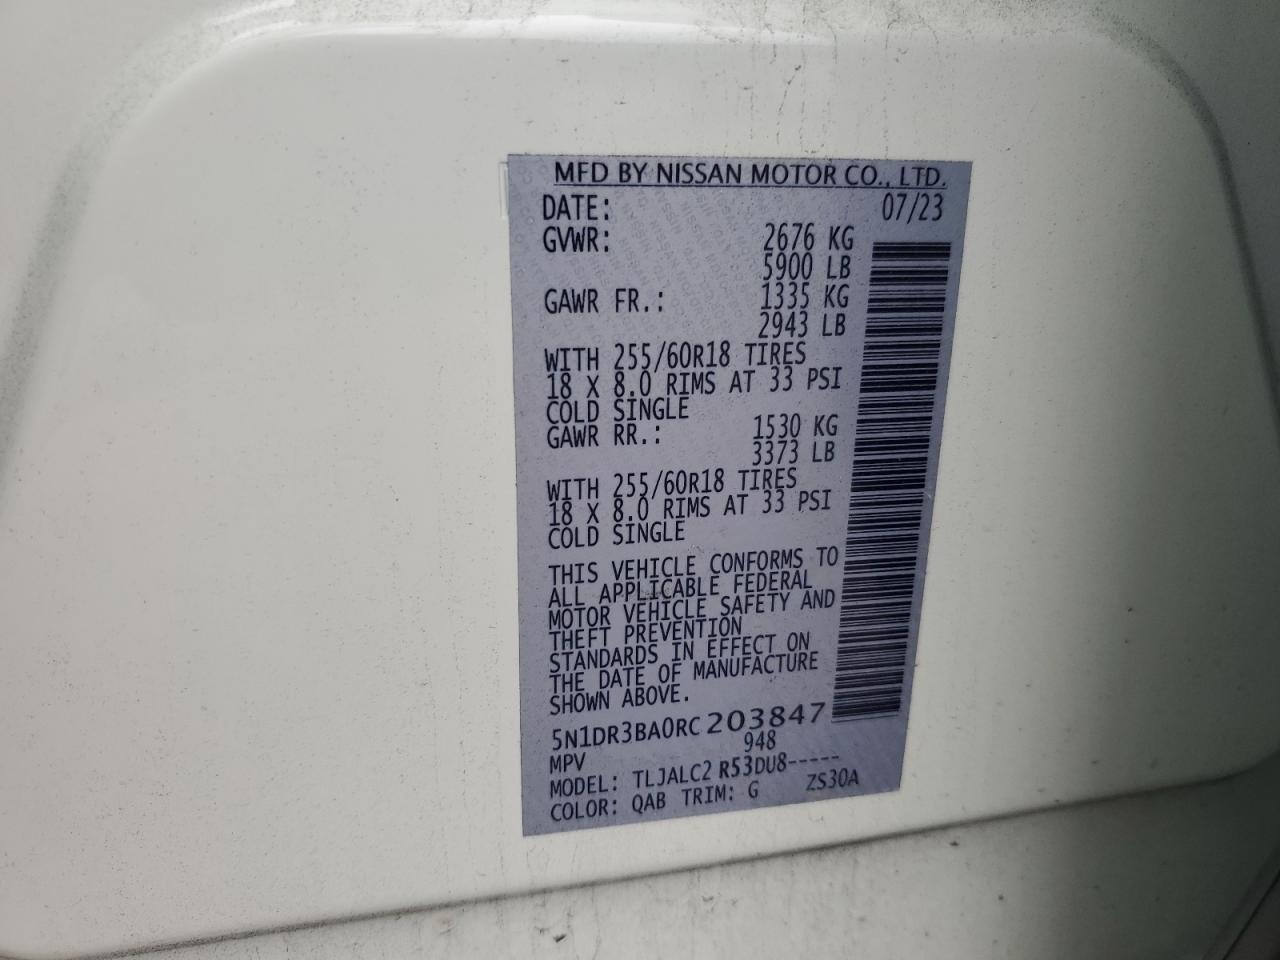 MFD BY NISSAN MOTOR CO., LTD.
DATE: 07/23
GVWR: 2676 KG
5900 LB
GAWR FR.: 1335 KG
2943 LB
WITH 255/60R18 TIRES
18 X 8.0 RIMS AT 33 PSI
COLD SINGLE
GAWR RR.: 1530 KG
3373 LB
WITH 255/60R18 TIRES
18 X 8.0 RIMS AT 33 PSI
COLD SINGLE
THIS VEHICLE CONFORMS TO
ALL APPLICABLE FEDERAL
MOTOR VEHICLE SAFETY AND
THEFT PREVENTION
STANDARDS IN EFFECT ON
THE DATE OF MANUFACTURE
SHOWN ABOVE.
5N1DR3BA0RC203847
MPV 948
MODEL: TLJALC2 R53DU8-----
COLOR: QAB TRIM: G ZS30A